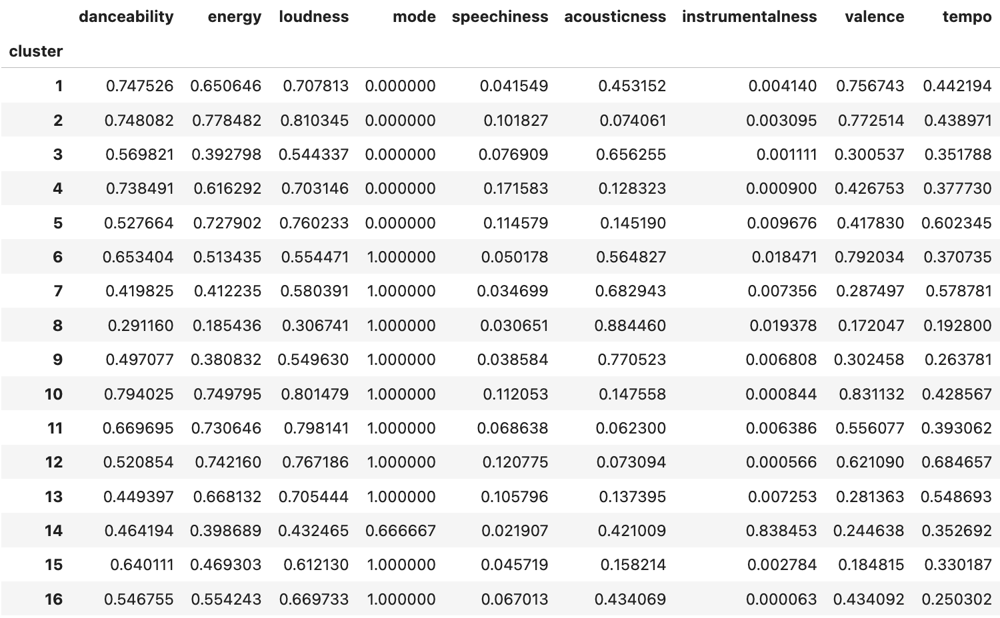 danceability energy loudness mode speechiness acousticness instrumentalness valence tempo
cluster
1 0.747526 0.650646 0.707813 0.000000 0.041549 0.453152 0.004140 0.756743 0.442194
2 0.748082 0.778482 0.810345 0.000000 0.101827 0.074061 0.003095 0.772514 0.438971
3 0.569821 0.392798 0.544337 0.000000 0.076909 0.656255 0.001111 0.300537 0.351788
4 0.738491 0.616292 0.703146 0.000000 0.171583 0.128323 0.000900 0.426753 0.377730
5 0.527664 0.727902 0.760233 0.000000 0.114579 0.145190 0.009676 0.417830 0.602345
6 0.653404 0.513435 0.554471 1.000000 0.050178 0.564827 0.018471 0.792034 0.370735
7 0.419825 0.412235 0.580391 1.000000 0.034699 0.682943 0.007356 0.287497 0.578781
8 0.291160 0.185436 0.306741 1.000000 0.030651 0.884460 0.019378 0.172047 0.192800
9 0.497077 0.380832 0.549630 1.000000 0.038584 0.770523 0.006808 0.302458 0.263781
10 0.794025 0.749795 0.801479 1.000000 0.112053 0.147558 0.000844 0.831132 0.428567
11 0.669695 0.730646 0.798141 1.000000 0.068638 0.062300 0.006386 0.556077 0.393062
12 0.520854 0.742160 0.767186 1.000000 0.120775 0.073094 0.000566 0.621090 0.684657
13 0.449397 0.668132 0.705444 1.000000 0.105796 0.137395 0.007253 0.281363 0.548693
14 0.464194 0.398689 0.432465 0.666667 0.021907 0.421009 0.838453 0.244638 0.352692
15 0.640111 0.469303 0.612130 1.000000 0.045719 0.158214 0.002784 0.184815 0.330187
16 0.546755 0.554243 0.669733 1.000000 0.067013 0.434069 0.000063 0.434092 0.250302